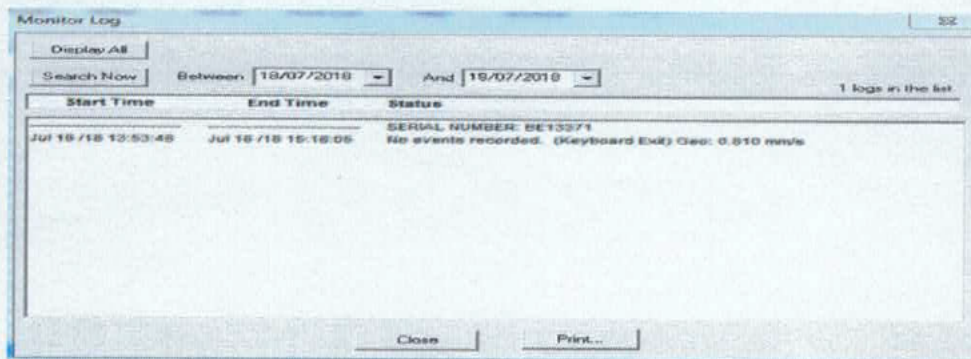 Monitor Log
Display All
Search Now Between 18/07/2018 And 18/07/2018
1 logs in the list
Start Time End Time Status
SERIAL NUMBER: BE13371
Jul 18 /18 13:53:46 Jul 18 /18 15:16:05 No events recorded. (Keyboard Exit) Geo: 0.810 mm/s
Close Print...